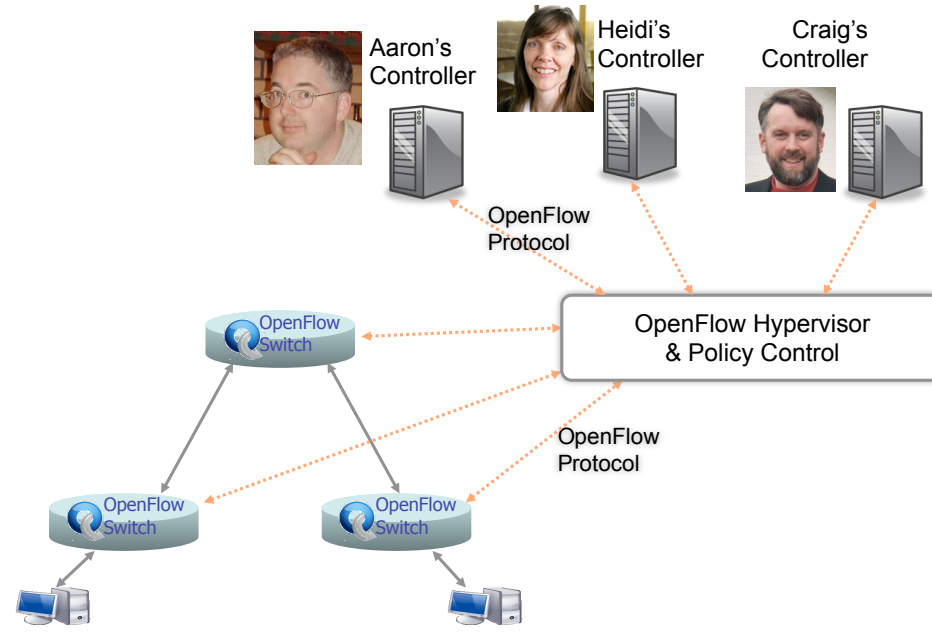 Aaron's
Controller
Heidi's
Controller
Craig's
Controller
OpenFlow
Protocol
OpenFlow
Switch
OpenFlow Hypervisor
& Policy Control
OpenFlow
Protocol
OpenFlow
Switch
OpenFlow
Switch